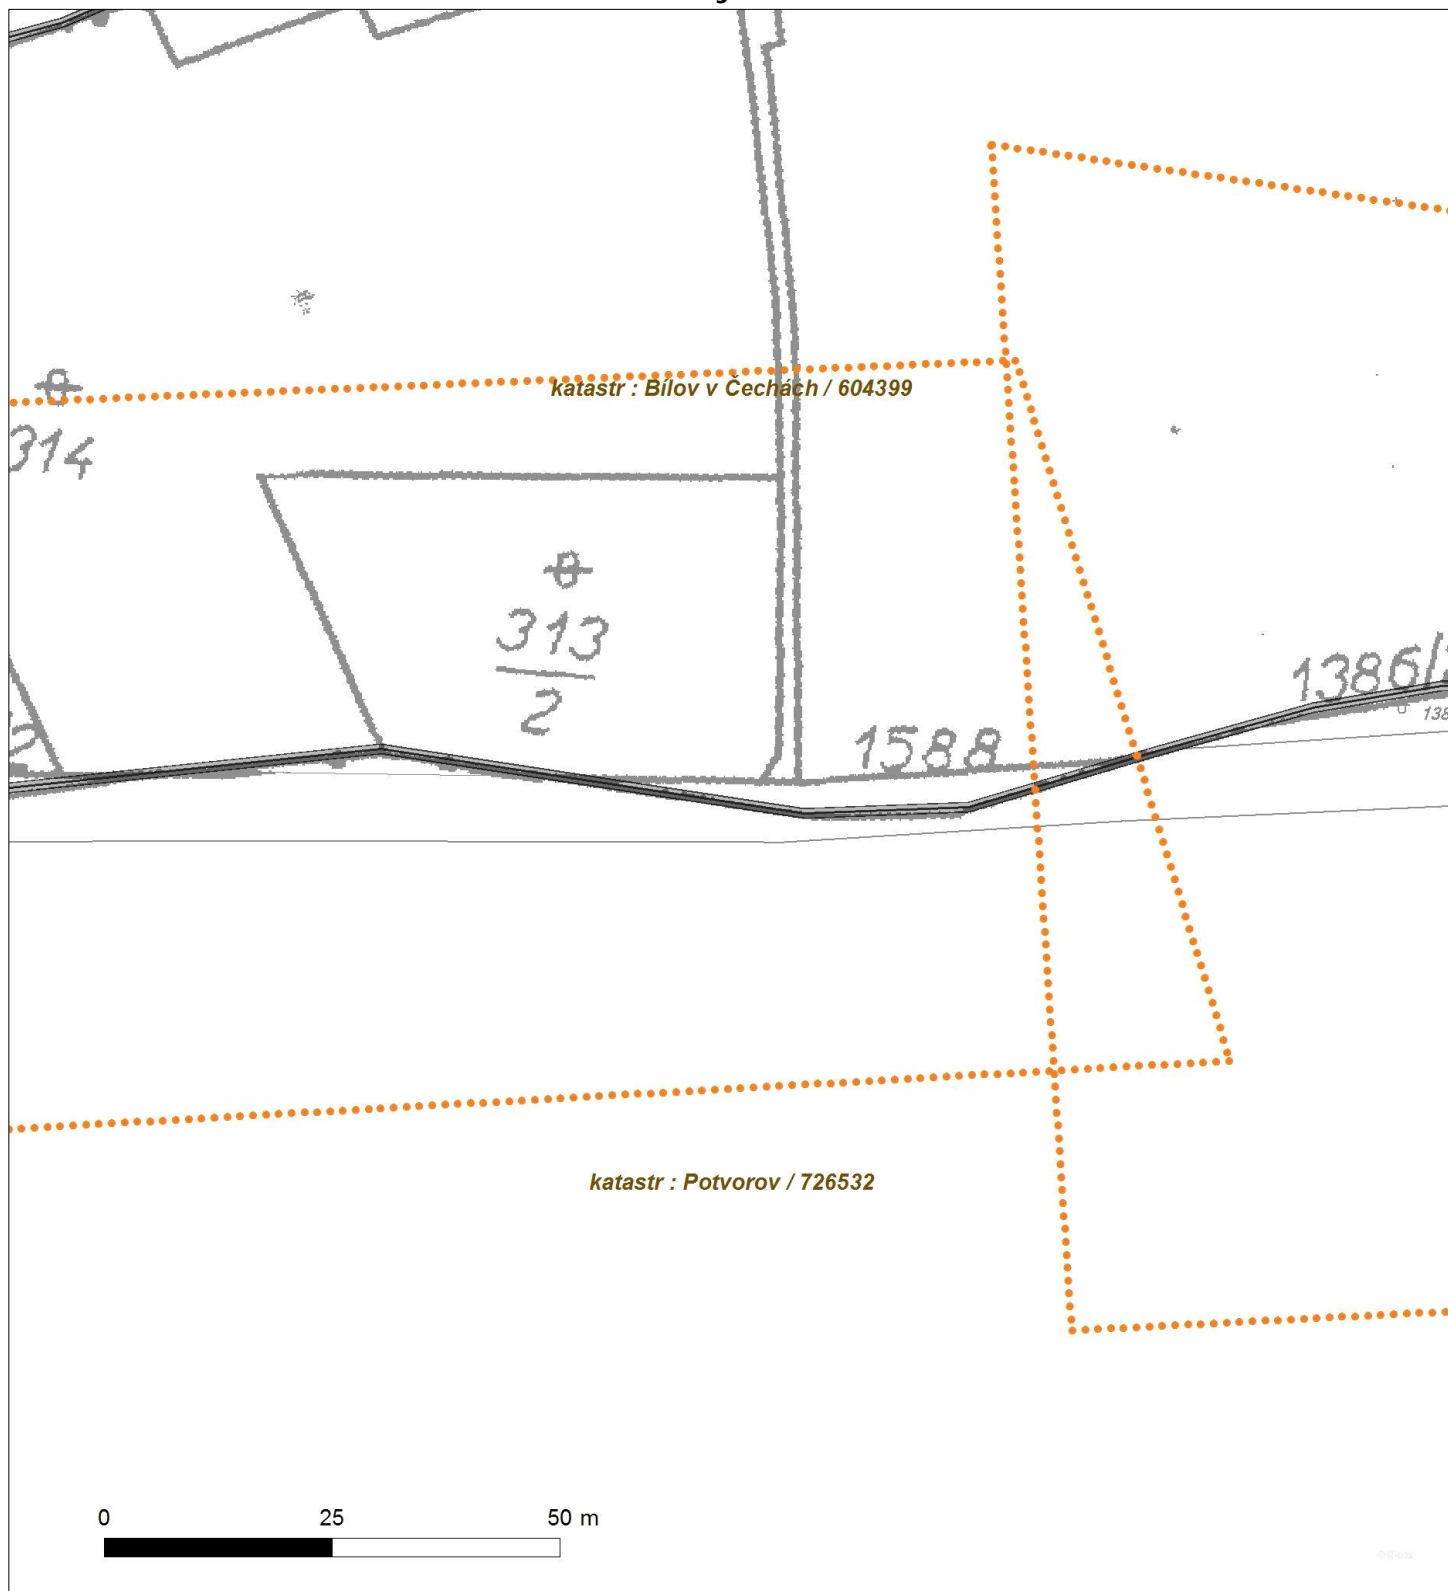 katastr : Bílov v Čechách / 604399
314
313
2
1386/
138
1588
katastr : Potvorov / 726532
0 25 50 m